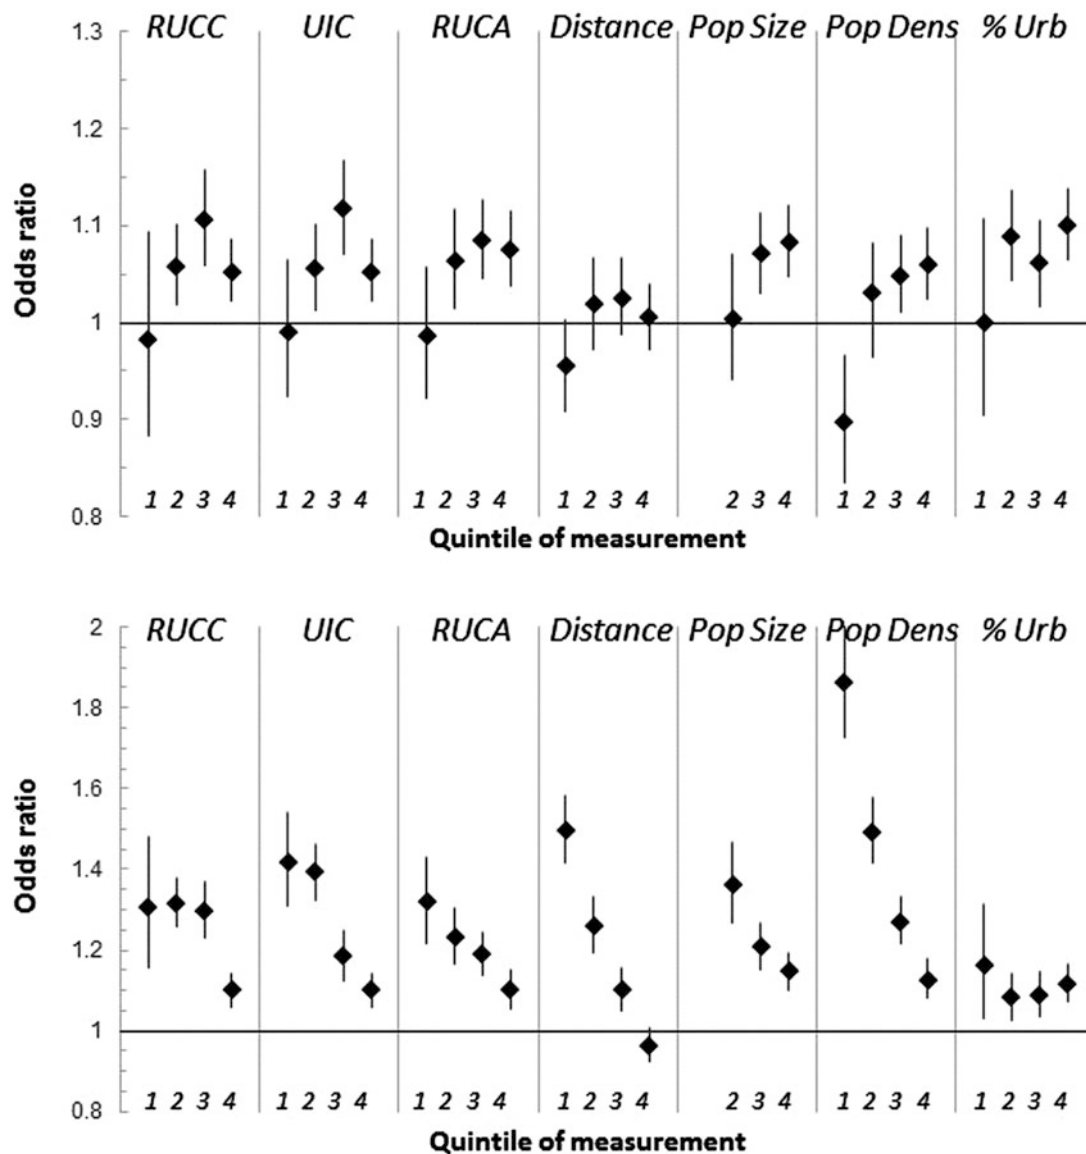 RUCC UIC RUCA Distance Pop Size Pop Dens % Urb
1.3
1.2
1.1
1
0.9
0.8
Odds ratio
1 2 3 4 1 2 3 4 1 2 3 4 1 2 3 4 2 3 4 1 2 3 4 1 2 3 4
Quintile of measurement
RUCC UIC RUCA Distance Pop Size Pop Dens % Urb
2
1.8
1.6
1.4
1.2
1
0.8
Odds ratio
1 2 3 4 1 2 3 4 1 2 3 4 1 2 3 4 2 3 4 1 2 3 4 1 2 3 4
Quintile of measurement